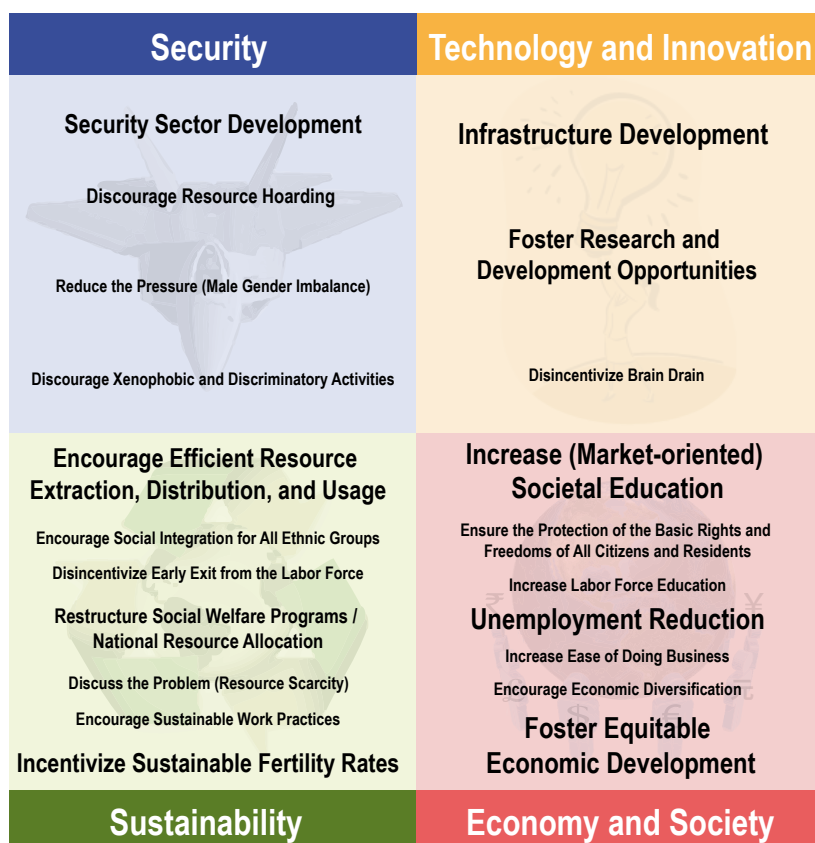 Security
Technology and Innovation
Security Sector Development
Discourage Resource Hoarding
Reduce the Pressure (Male Gender Imbalance)
Discourage Xenophobic and Discriminatory Activities
Infrastructure Development
Foster Research and
Development Opportunities
Disincentivize Brain Drain
Encourage Efficient Resource
Extraction, Distribution, and Usage
Encourage Social Integration for All Ethnic Groups
Disincentivize Early Exit from the Labor Force
Restructure Social Welfare Programs /
National Resource Allocation
Discuss the Problem (Resource Scarcity)
Encourage Sustainable Work Practices
Incentivize Sustainable Fertility Rates
Increase (Market-oriented)
Societal Education
Ensure the Protection of the Basic Rights and
Freedoms of All Citizens and Residents
Increase Labor Force Education
Unemployment Reduction
Increase Ease of Doing Business
Encourage Economic Diversification
Foster Equitable
Economic Development
Sustainability
Economy and Society